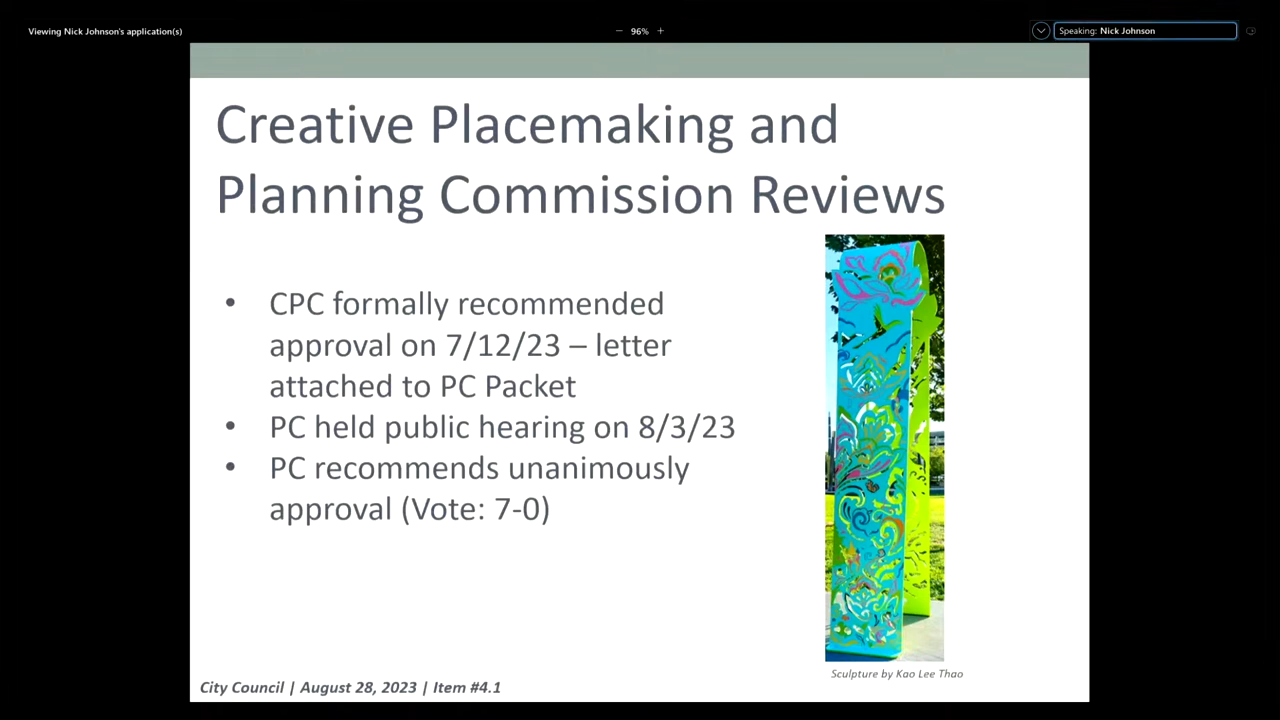 Viewing Nick Johnson's application(s)
− 96% +
Speaking: Nick Johnson
Creative Placemaking and
Planning Commission Reviews
• CPC formally recommended
approval on 7/12/23 – letter
attached to PC Packet
• PC held public hearing on 8/3/23
• PC recommends unanimously
approval (Vote: 7-0)
Sculpture by Kao Lee Thao
City Council | August 28, 2023 | Item #4.1